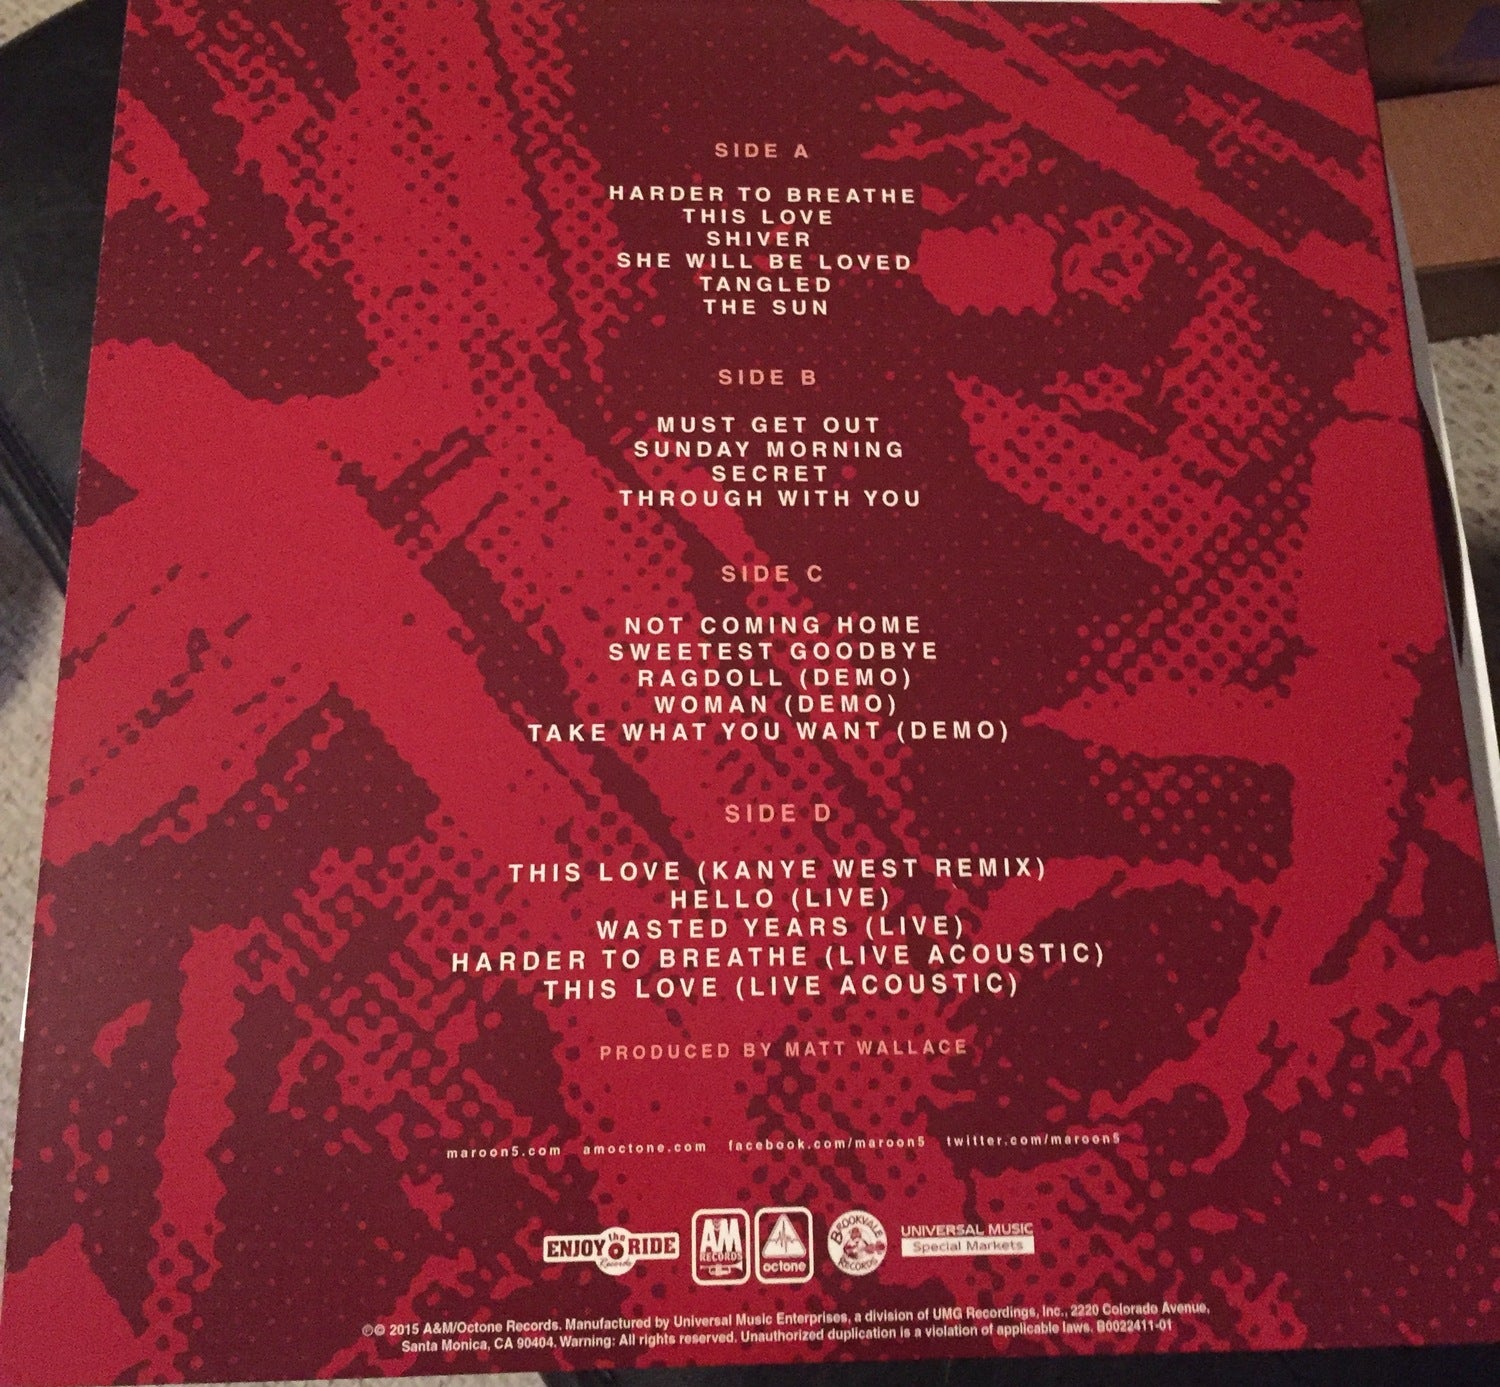 SIDE A
HARDER TO BREATHE
THIS LOVE
SHIVER
SHE WILL BE LOVED
TANGLED
THE SUN
SIDE B
MUST GET OUT
SUNDAY MORNING
SECRET
THROUGH WITH YOU
SIDE C
NOT COMING HOME
SWEETEST GOODBYE
RAGDOLL (DEMO)
WOMAN (DEMO)
TAKE WHAT YOU WANT (DEMO)
SIDE D
THIS LOVE (KANYE WEST REMIX)
HELLO (LIVE)
WASTED YEARS (LIVE)
HARDER TO BREATHE (LIVE ACOUSTIC)
THIS LOVE (LIVE ACOUSTIC)
PRODUCED BY MATT WALLACE
maroon5.com amoctone.com facebook.com/maroon5 twitter.com/maroon5
ENJOY the RIDE Records
A&M RECORDS
octone
BROOKVALE RECORDS
UNIVERSAL MUSIC
Special Markets
℗© 2015 A&M/Octone Records. Manufactured by Universal Music Enterprises, a division of UMG Recordings, Inc., 2220 Colorado Avenue,
Santa Monica, CA 90404. Warning: All rights reserved. Unauthorized duplication is a violation of applicable laws. B0022411-01